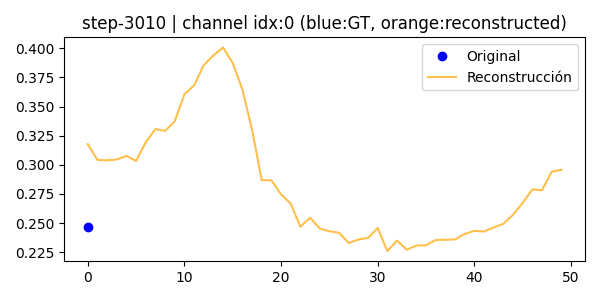 step-3010 | channel idx:0 (blue:GT, orange:reconstructed)
0.400
0.375
0.350
0.325
0.300
0.275
0.250
0.225
Original
Reconstrucción
0 10 20 30 40 50